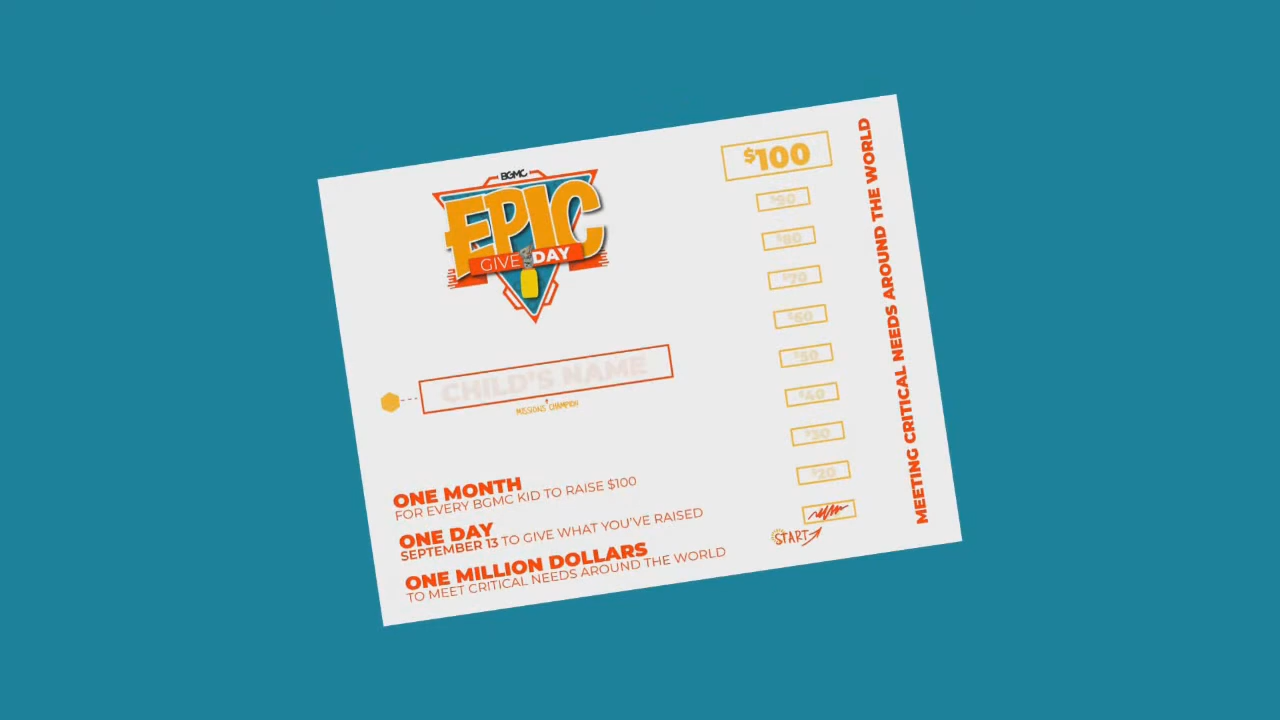 BGMC
EPIC
GIVE DAY
CHILD'S NAME
MISSIONS CHAMPION
ONE MONTH
FOR EVERY BGMC KID TO RAISE $100
ONE DAY
SEPTEMBER 13 TO GIVE WHAT YOU'VE RAISED
ONE MILLION DOLLARS
TO MEET CRITICAL NEEDS AROUND THE WORLD
$100
$90
$80
$70
$60
$50
$40
$30
$20
START
MEETING CRITICAL NEEDS AROUND THE WORLD